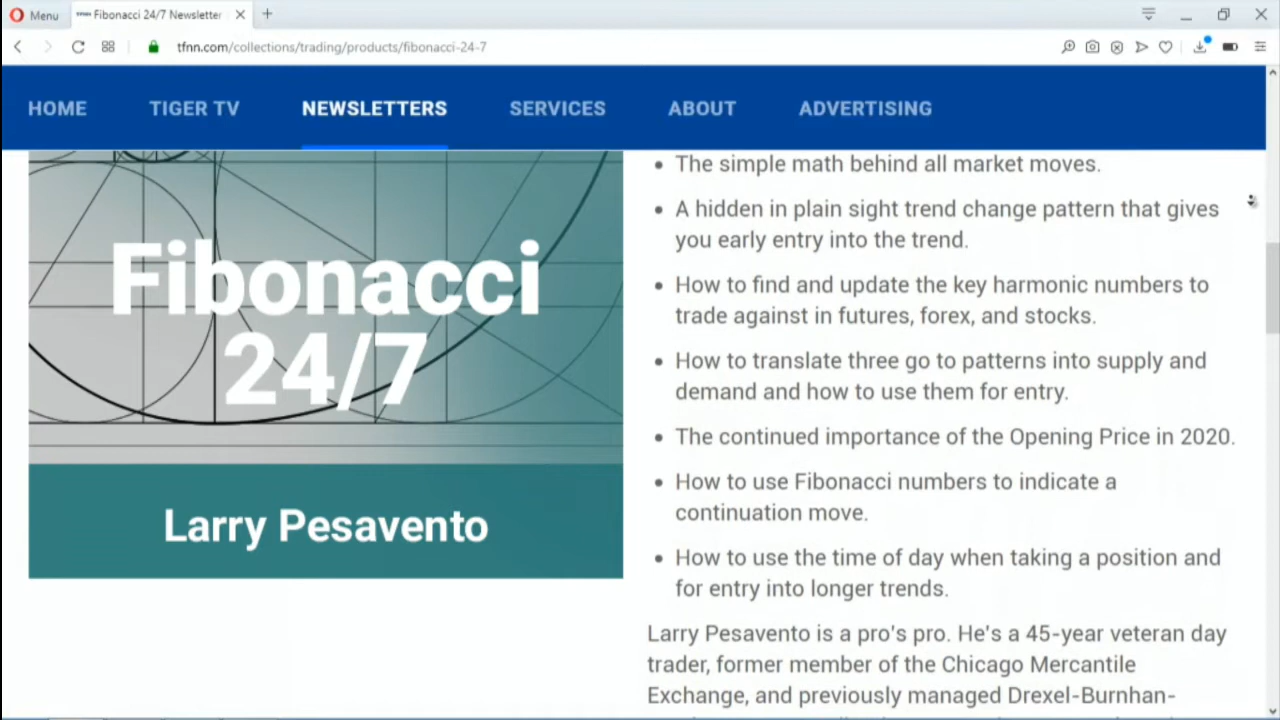 Menu
Fibonacci 24/7 Newsletter
tfnn.com/collections/trading/products/fibonacci-24-7
HOME TIGER TV NEWSLETTERS SERVICES ABOUT ADVERTISING
Fibonacci
24/7
Larry Pesavento
The simple math behind all market moves.
A hidden in plain sight trend change pattern that gives
you early entry into the trend.
How to find and update the key harmonic numbers to
trade against in futures, forex, and stocks.
How to translate three go to patterns into supply and
demand and how to use them for entry.
The continued importance of the Opening Price in 2020.
How to use Fibonacci numbers to indicate a
continuation move.
How to use the time of day when taking a position and
for entry into longer trends.
Larry Pesavento is a pro's pro. He's a 45-year veteran day
trader, former member of the Chicago Mercantile
Exchange, and previously managed Drexel-Burnhan-